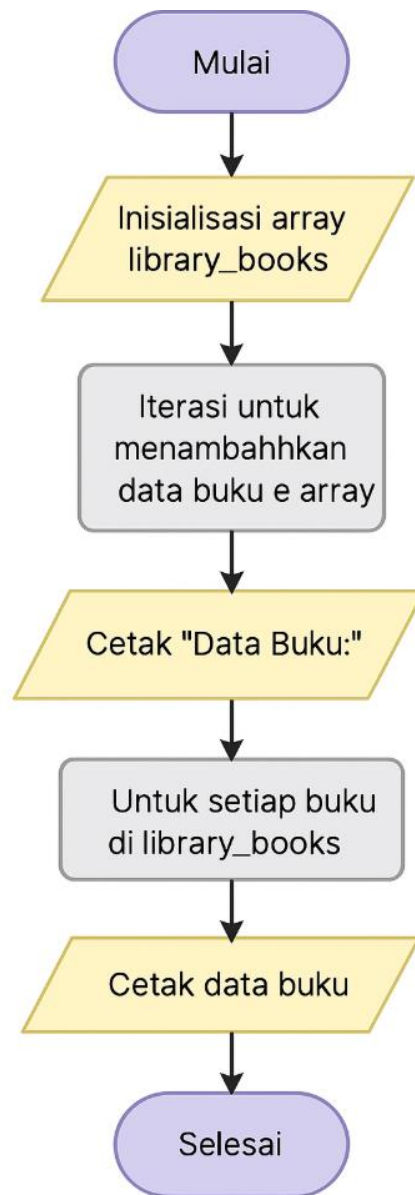 Mulai
Inisialisasi array
library_books
Iterasi untuk
menambahhkan
data buku e array
Cetak "Data Buku:"
Untuk setiap buku
di library_books
Cetak data buku
Selesai